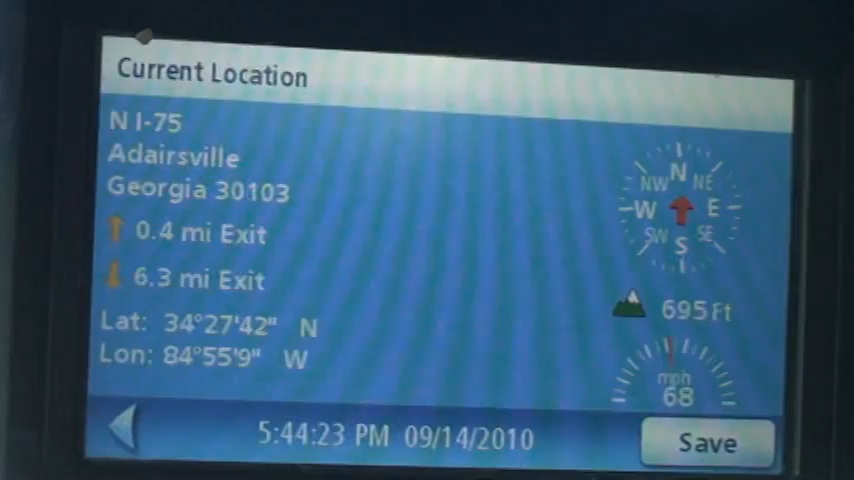 Current Location
N I-75
Adairsville
Georgia 30103
0.4 mi Exit
6.3 mi Exit
Lat: 34°27'42" N
Lon: 84°55'9" W
N
NW NE
W E
SW SE
S
695 Ft
mph
68
5:44:23 PM 09/14/2010
Save